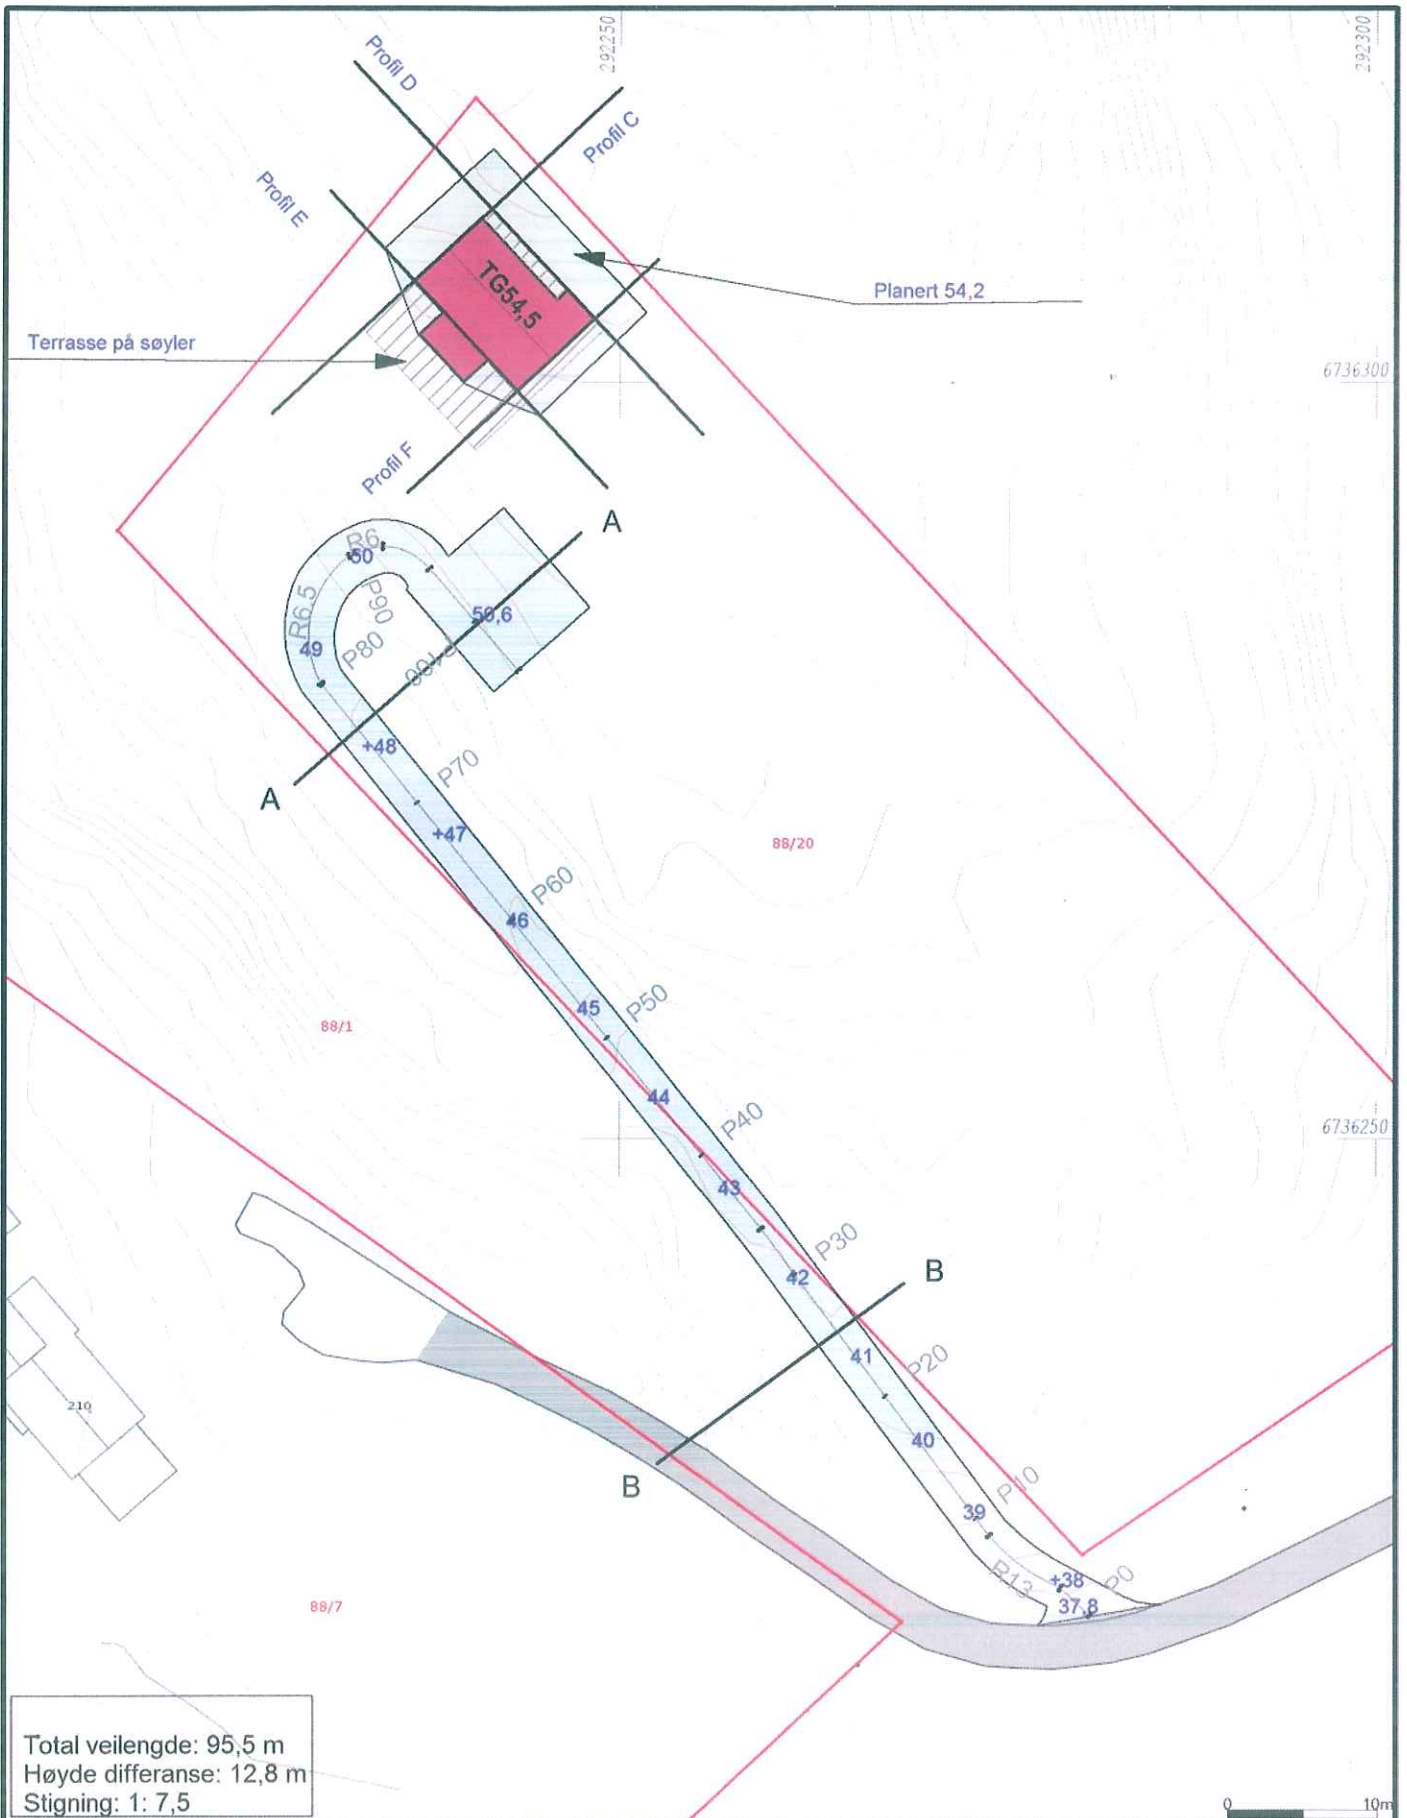 292250
292300
Profil D
Profil C
Profil E
TG54,5
Planert 54,2
Terrasse på søyler
6736300
Profil F
A
R6
50
P90
R6.5
50,6
49
P80
P100
+48
A
P70
+47
88/20
P60
46
45
P50
88/1
44
P40
6736250
43
P30
42
B
41
P20
210
40
B
P10
39
R13
+38
P0
37,8
88/7
Total veilengde: 95,5 m
Høyde differanse: 12,8 m
Stigning: 1: 7,5
0
10m